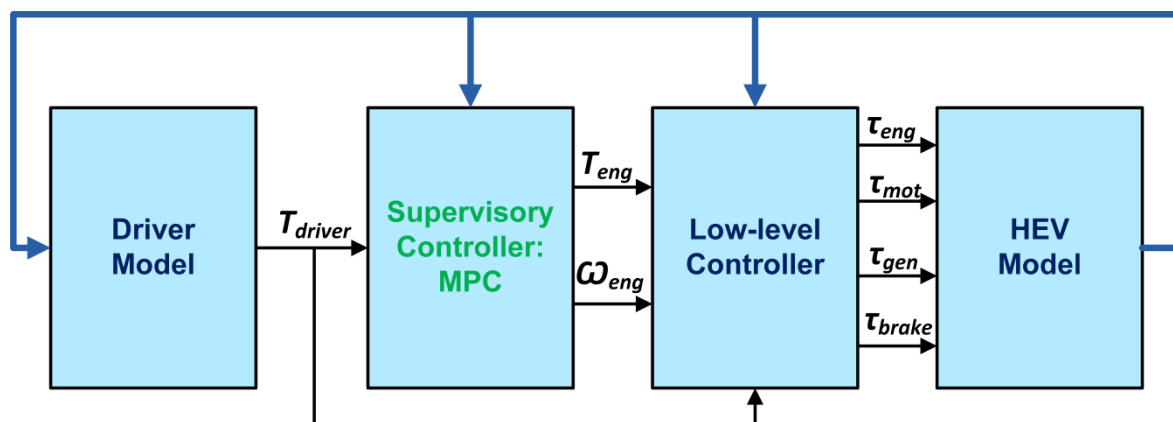 Driver
Model
T_driver
Supervisory
Controller:
MPC
T_eng
ω_eng
Low-level
Controller
τ_eng
τ_mot
τ_gen
τ_brake
HEV
Model